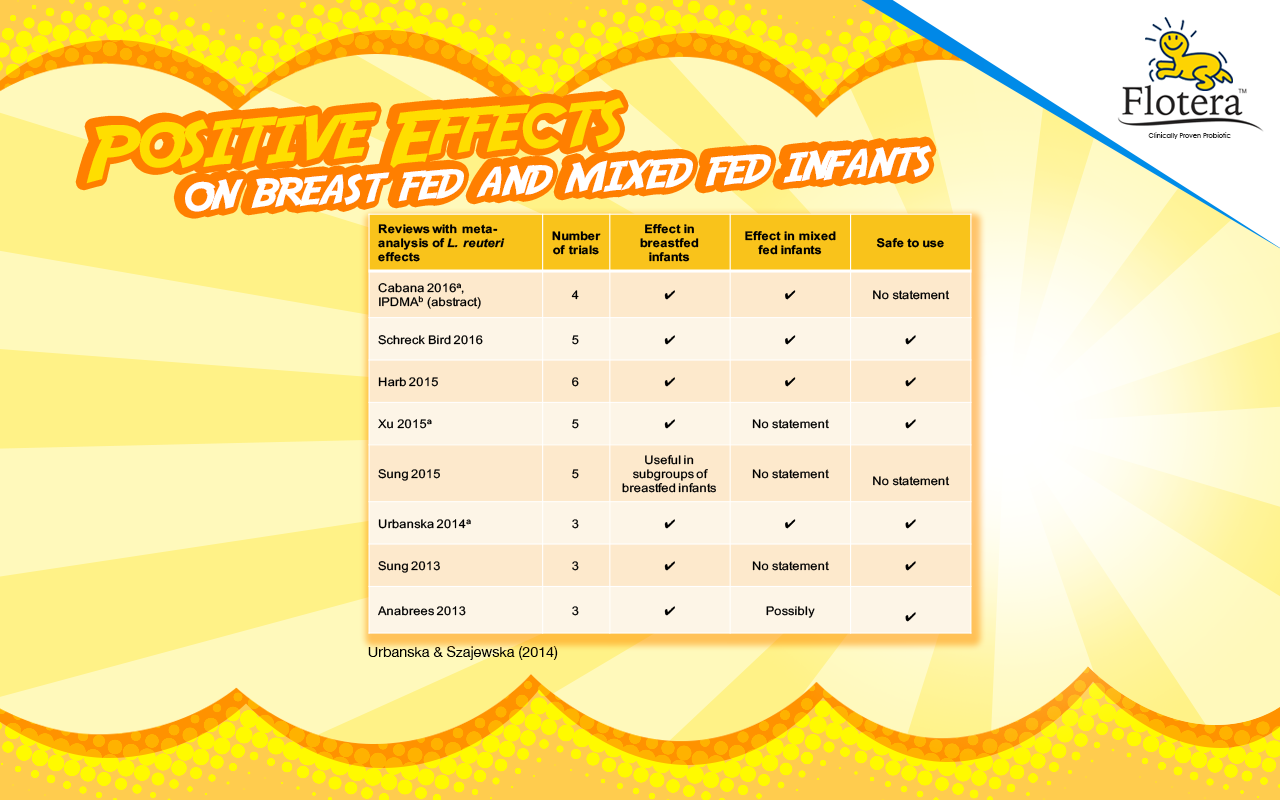 Flotera™
Clinically Proven Probiotic
Positive Effects
on breast fed and mixed fed infants
Reviews with meta-
analysis of L. reuteri
effects
Number
of trials
Effect in
breastfed
infants
Effect in mixed
fed infants
Safe to use
Cabana 2016ª,
IPDMAᵇ (abstract)
4
✔
✔
No statement
Schreck Bird 2016
5
✔
✔
✔
Harb 2015
6
✔
✔
✔
Xu 2015ª
5
✔
No statement
✔
Sung 2015
5
Useful in
subgroups of
breastfed infants
No statement
No statement
Urbanska 2014ª
3
✔
✔
✔
Sung 2013
3
✔
No statement
✔
Anabrees 2013
3
✔
Possibly
✔
Urbanska & Szajewska (2014)